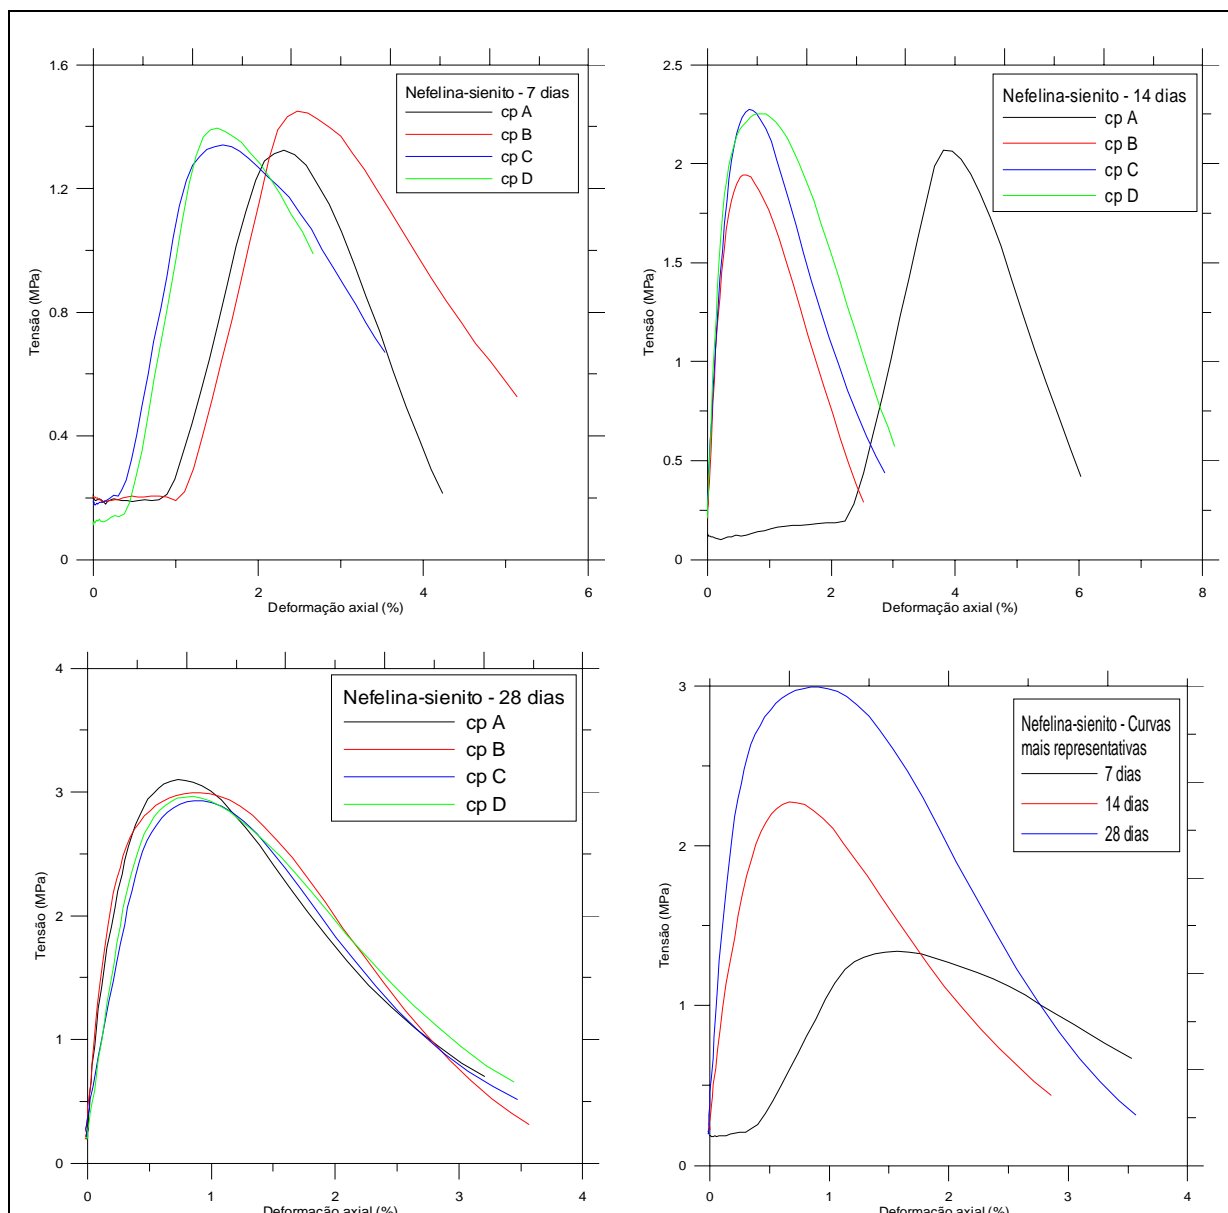 1.6
1.2
0.8
0.4
0
Tensão (MPa)
Nefelina-sienito - 7 dias
cp A
cp B
cp C
cp D
0 2 4 6
Deformação axial (%)
2.5
2
1.5
1
0.5
0
Tensão (MPa)
Nefelina-sienito - 14 dias
cp A
cp B
cp C
cp D
0 2 4 6 8
Deformação axial (%)
4
3
2
1
0
Tensão (MPa)
Nefelina-sienito - 28 dias
cp A
cp B
cp C
cp D
0 1 2 3 4
Deformação axial (%)
3
2
1
0
Tensão (MPa)
Nefelina-sienito - Curvas
mais representativas
7 dias
14 dias
28 dias
0 1 2 3 4
Deformação axial (%)